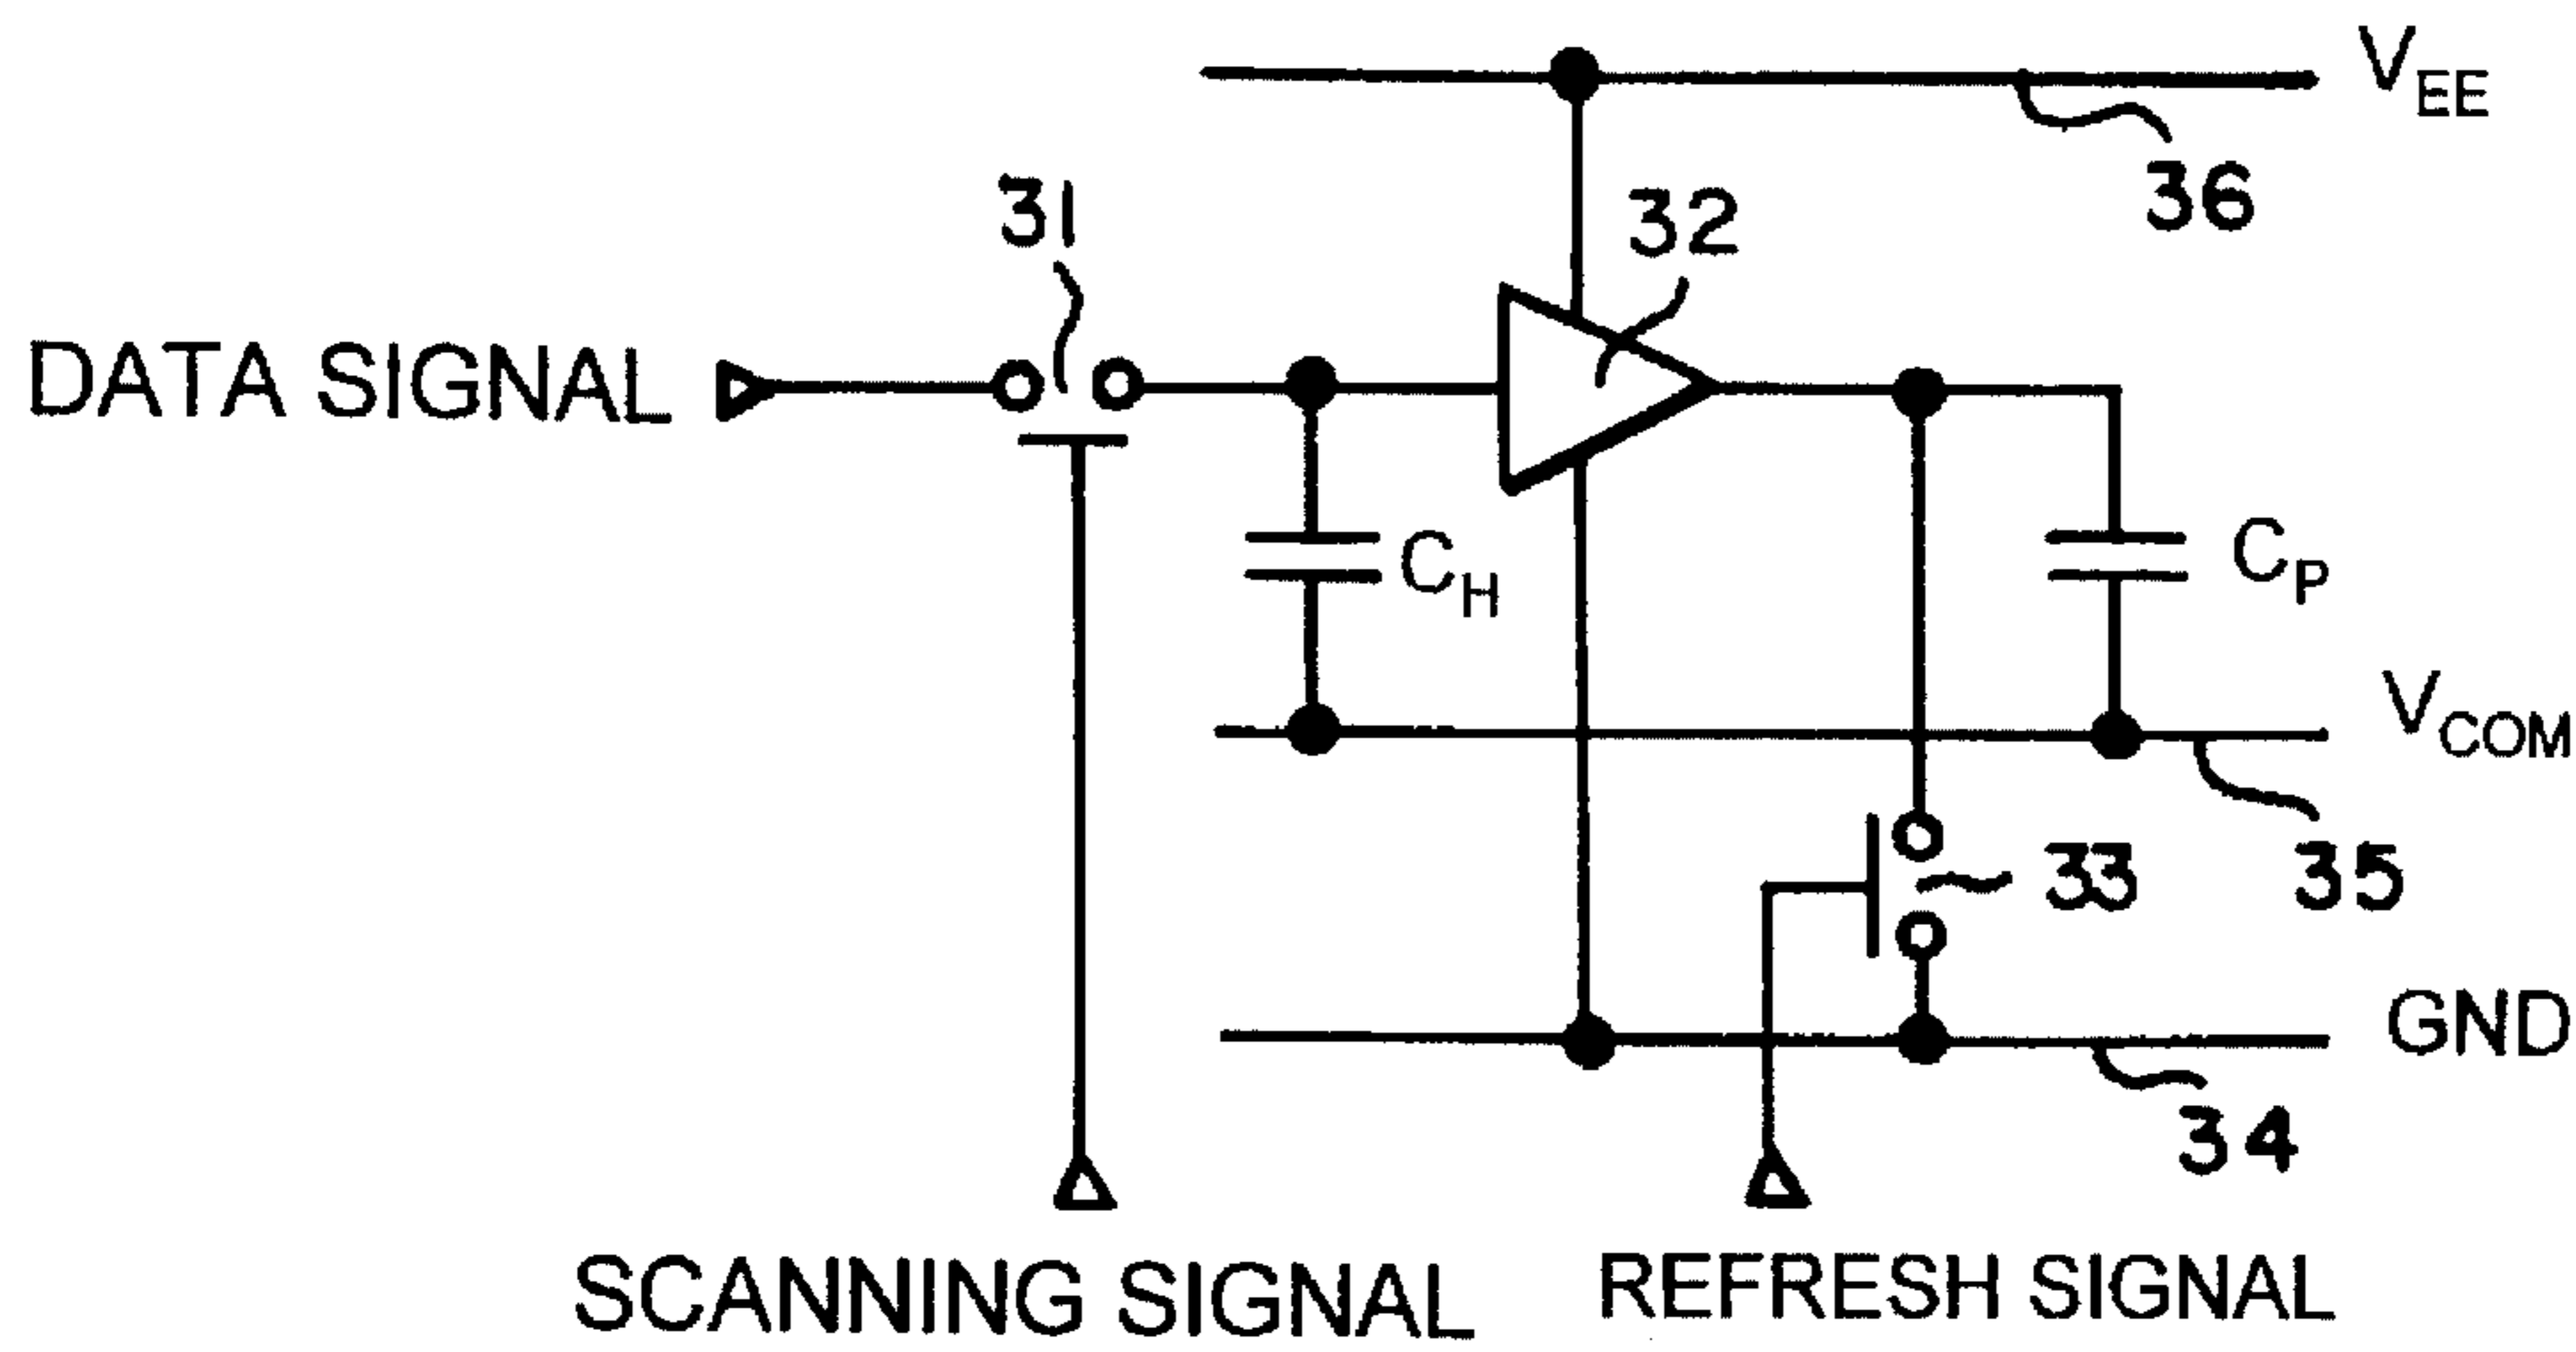 V_EE
36
31
32
DATA SIGNAL
C_H
C_P
V_COM
35
33
GND
34
SCANNING SIGNAL
REFRESH SIGNAL